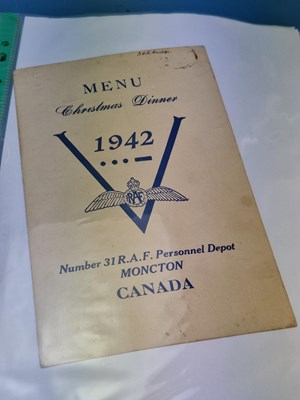 MENU
Christmas Dinner
1942
RAF
Number 31 R.A.F. Personnel Depot
MONCTON
CANADA